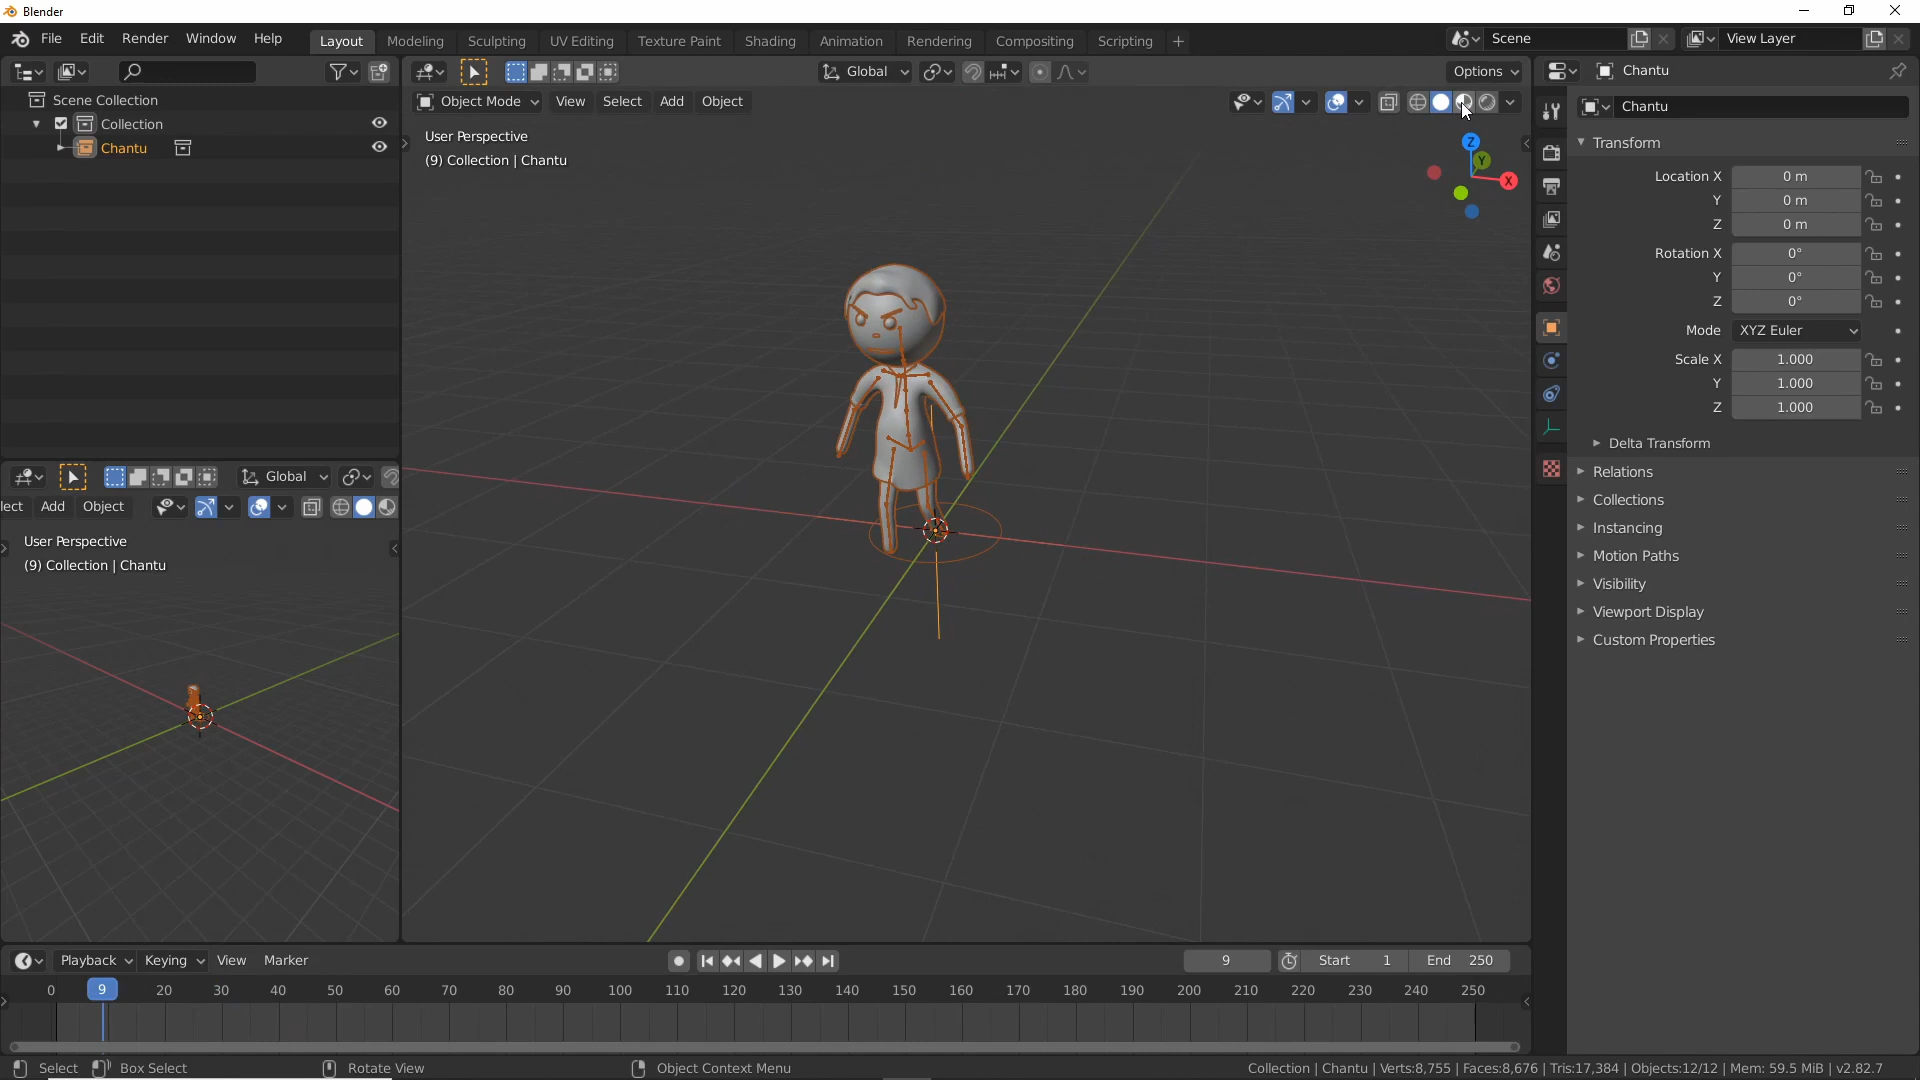 Blender
File Edit Render Window Help Layout Modeling Sculpting UV Editing Texture Paint Shading Animation Rendering Compositing Scripting + Scene View Layer
Global Options
Chantu
Object Mode View Select Add Object
Chantu
Scene Collection
Collection
Chantu
User Perspective
(9) Collection | Chantu
Z
Y
X
Transform
Location X 0 m
Y 0 m
Z 0 m
Rotation X 0°
Y 0°
Z 0°
Mode XYZ Euler
Scale X 1.000
Y 1.000
Z 1.000
Delta Transform
Relations
Collections
Instancing
Motion Paths
Visibility
Viewport Display
Custom Properties
Global
lect Add Object
User Perspective
(9) Collection | Chantu
Playback Keying View Marker 9 Start 1 End 250
0 9 20 30 40 50 60 70 80 90 100 110 120 130 140 150 160 170 180 190 200 210 220 230 240 250
Select Box Select Rotate View Object Context Menu Collection | Chantu | Verts:8,755 | Faces:8,676 | Tris:17,384 | Objects:12/12 | Mem: 59.5 MiB | v2.82.7